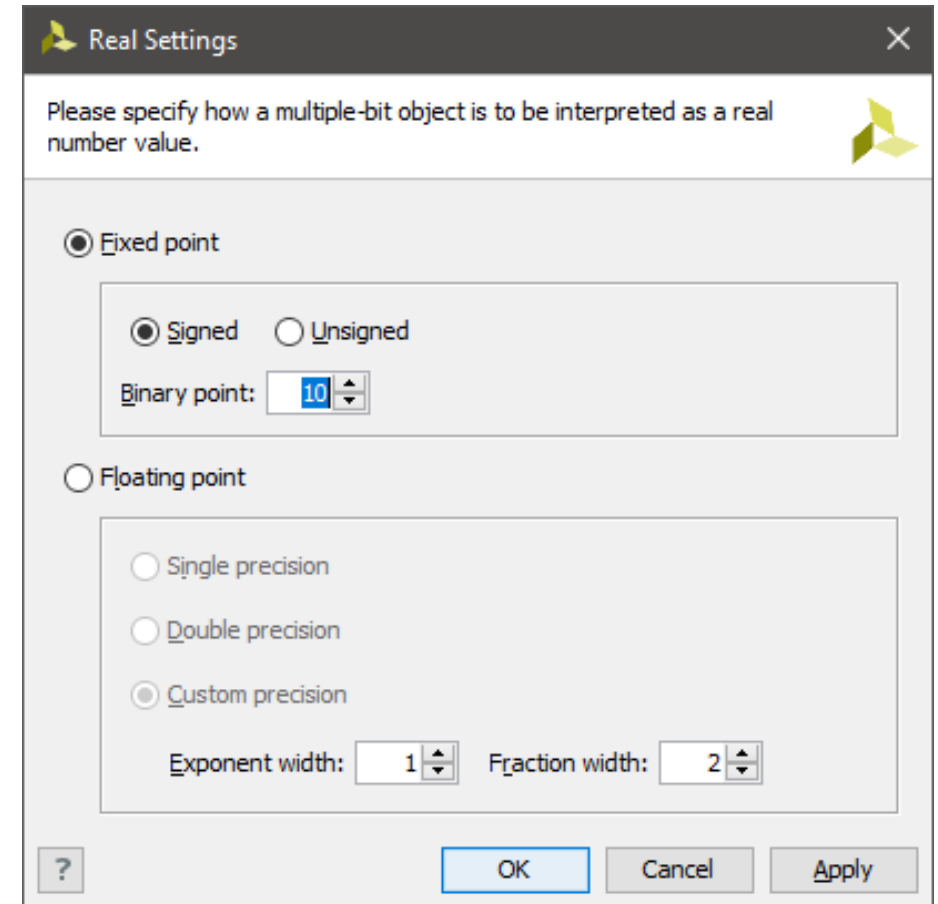 Real Settings
Please specify how a multiple-bit object is to be interpreted as a real
number value.
Fixed point
Signed Unsigned
Binary point: 10
Floating point
Single precision
Double precision
Custom precision
Exponent width: 1 Fraction width: 2
? OK Cancel Apply